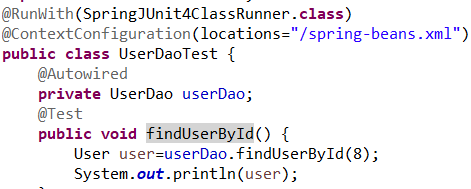 @RunWith(SpringJUnit4ClassRunner.class)
@ContextConfiguration(locations="/spring-beans.xml")
public class UserDaoTest {
@Autowired
private UserDao userDao;
@Test
public void findUserById() {
User user=userDao.findUserById(8);
System.out.println(user);